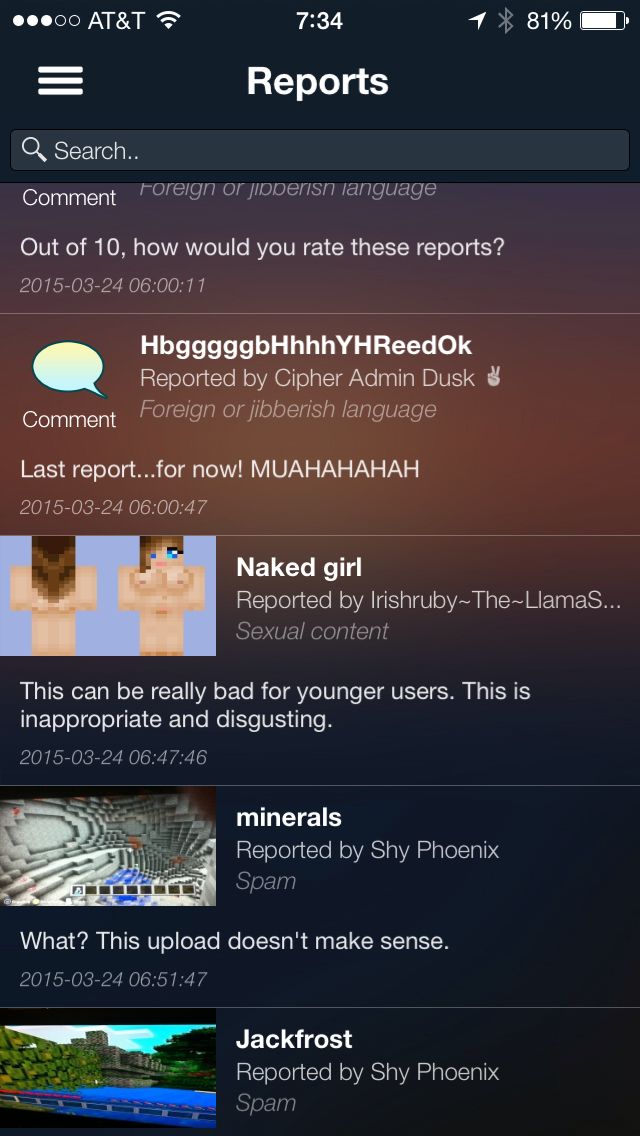 AT&T 7:34 81%
Reports
Search..
Foreign or jibberish language
Comment
Out of 10, how would you rate these reports?
2015-03-24 06:00:11
HbgggggbHhhhYHReedOk
Reported by Cipher Admin Dusk ✌
Foreign or jibberish language
Comment
Last report...for now! MUAHAHAHAH
2015-03-24 06:00:47
Naked girl
Reported by Irishruby~The~LlamaS...
Sexual content
This can be really bad for younger users. This is
inappropriate and disgusting.
2015-03-24 06:47:46
minerals
Reported by Shy Phoenix
Spam
What? This upload doesn't make sense.
2015-03-24 06:51:47
Jackfrost
Reported by Shy Phoenix
Spam